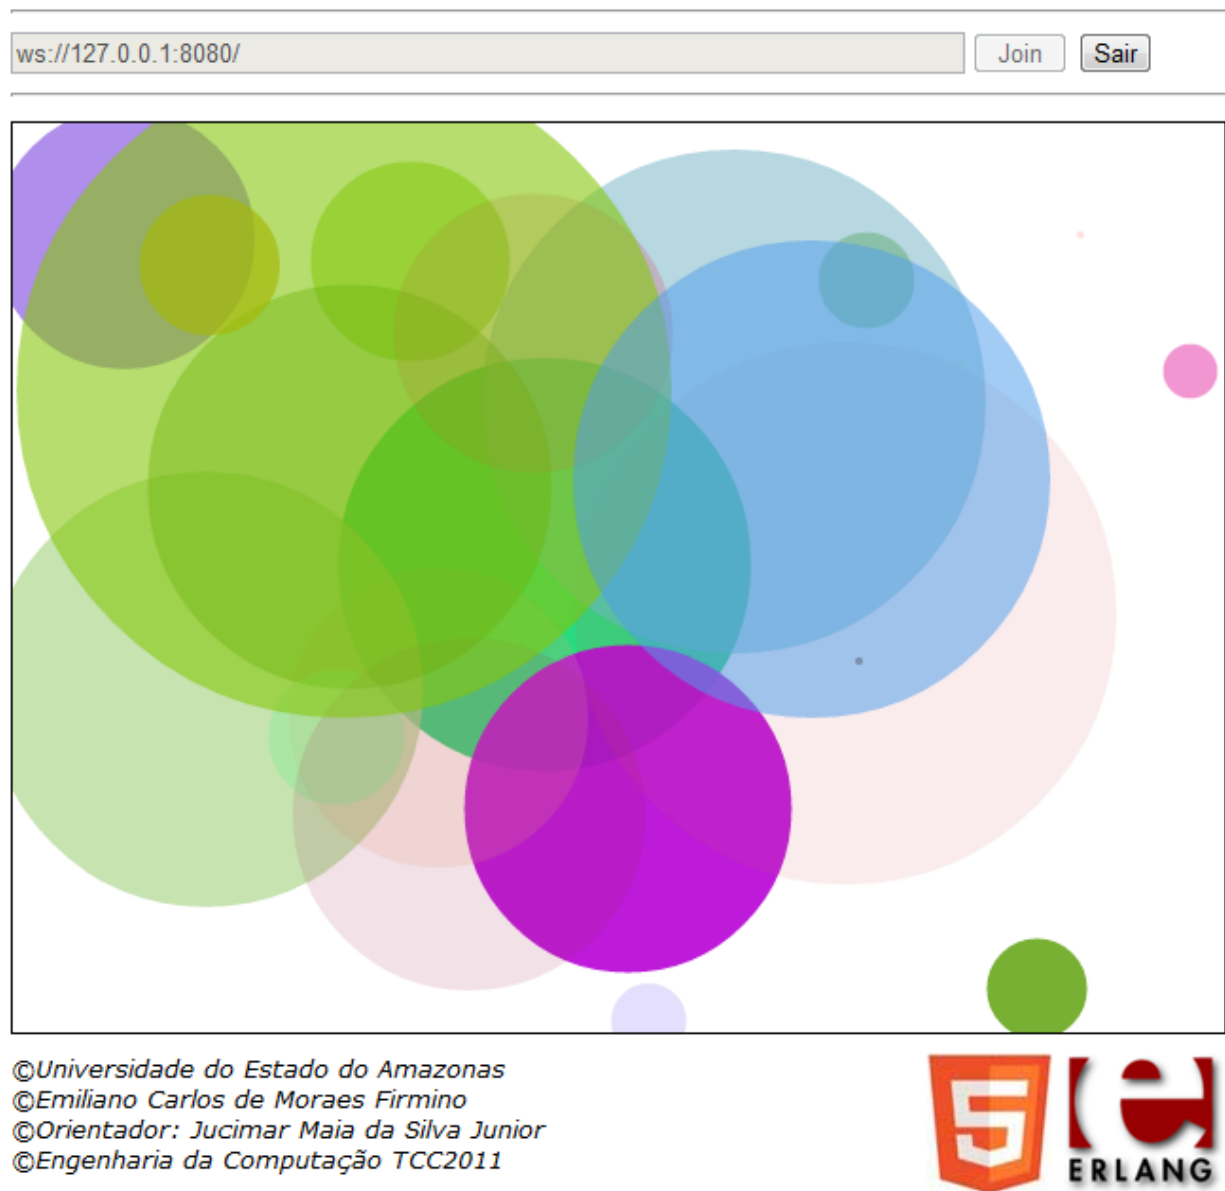 ws://127.0.0.1:8080/ Join Sair
©Universidade do Estado do Amazonas
©Emiliano Carlos de Moraes Firmino
©Orientador: Jucimar Maia da Silva Junior
©Engenharia da Computação TCC2011
5
e
ERLANG